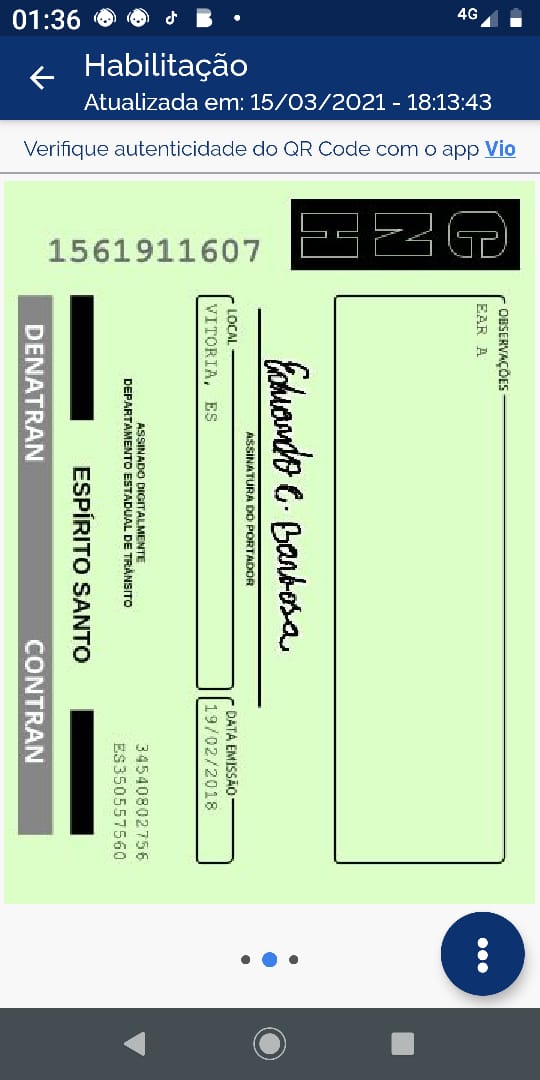 01:36
4G
Habilitação
Atualizada em: 15/03/2021 - 18:13:43
Verifique autenticidade do QR Code com o app Vio
CNH
1561911607
OBSERVAÇÕES
EAR A
Eduardo C. Barbosa
ASSINATURA DO PORTADOR
LOCAL
VITORIA, ES
DATA EMISSÃO
19/02/2018
ASSINADO DIGITALMENTE
DEPARTAMENTO ESTADUAL DE TRÂNSITO
34540802756
ES350557560
ESPÍRITO SANTO
DENATRAN CONTRAN